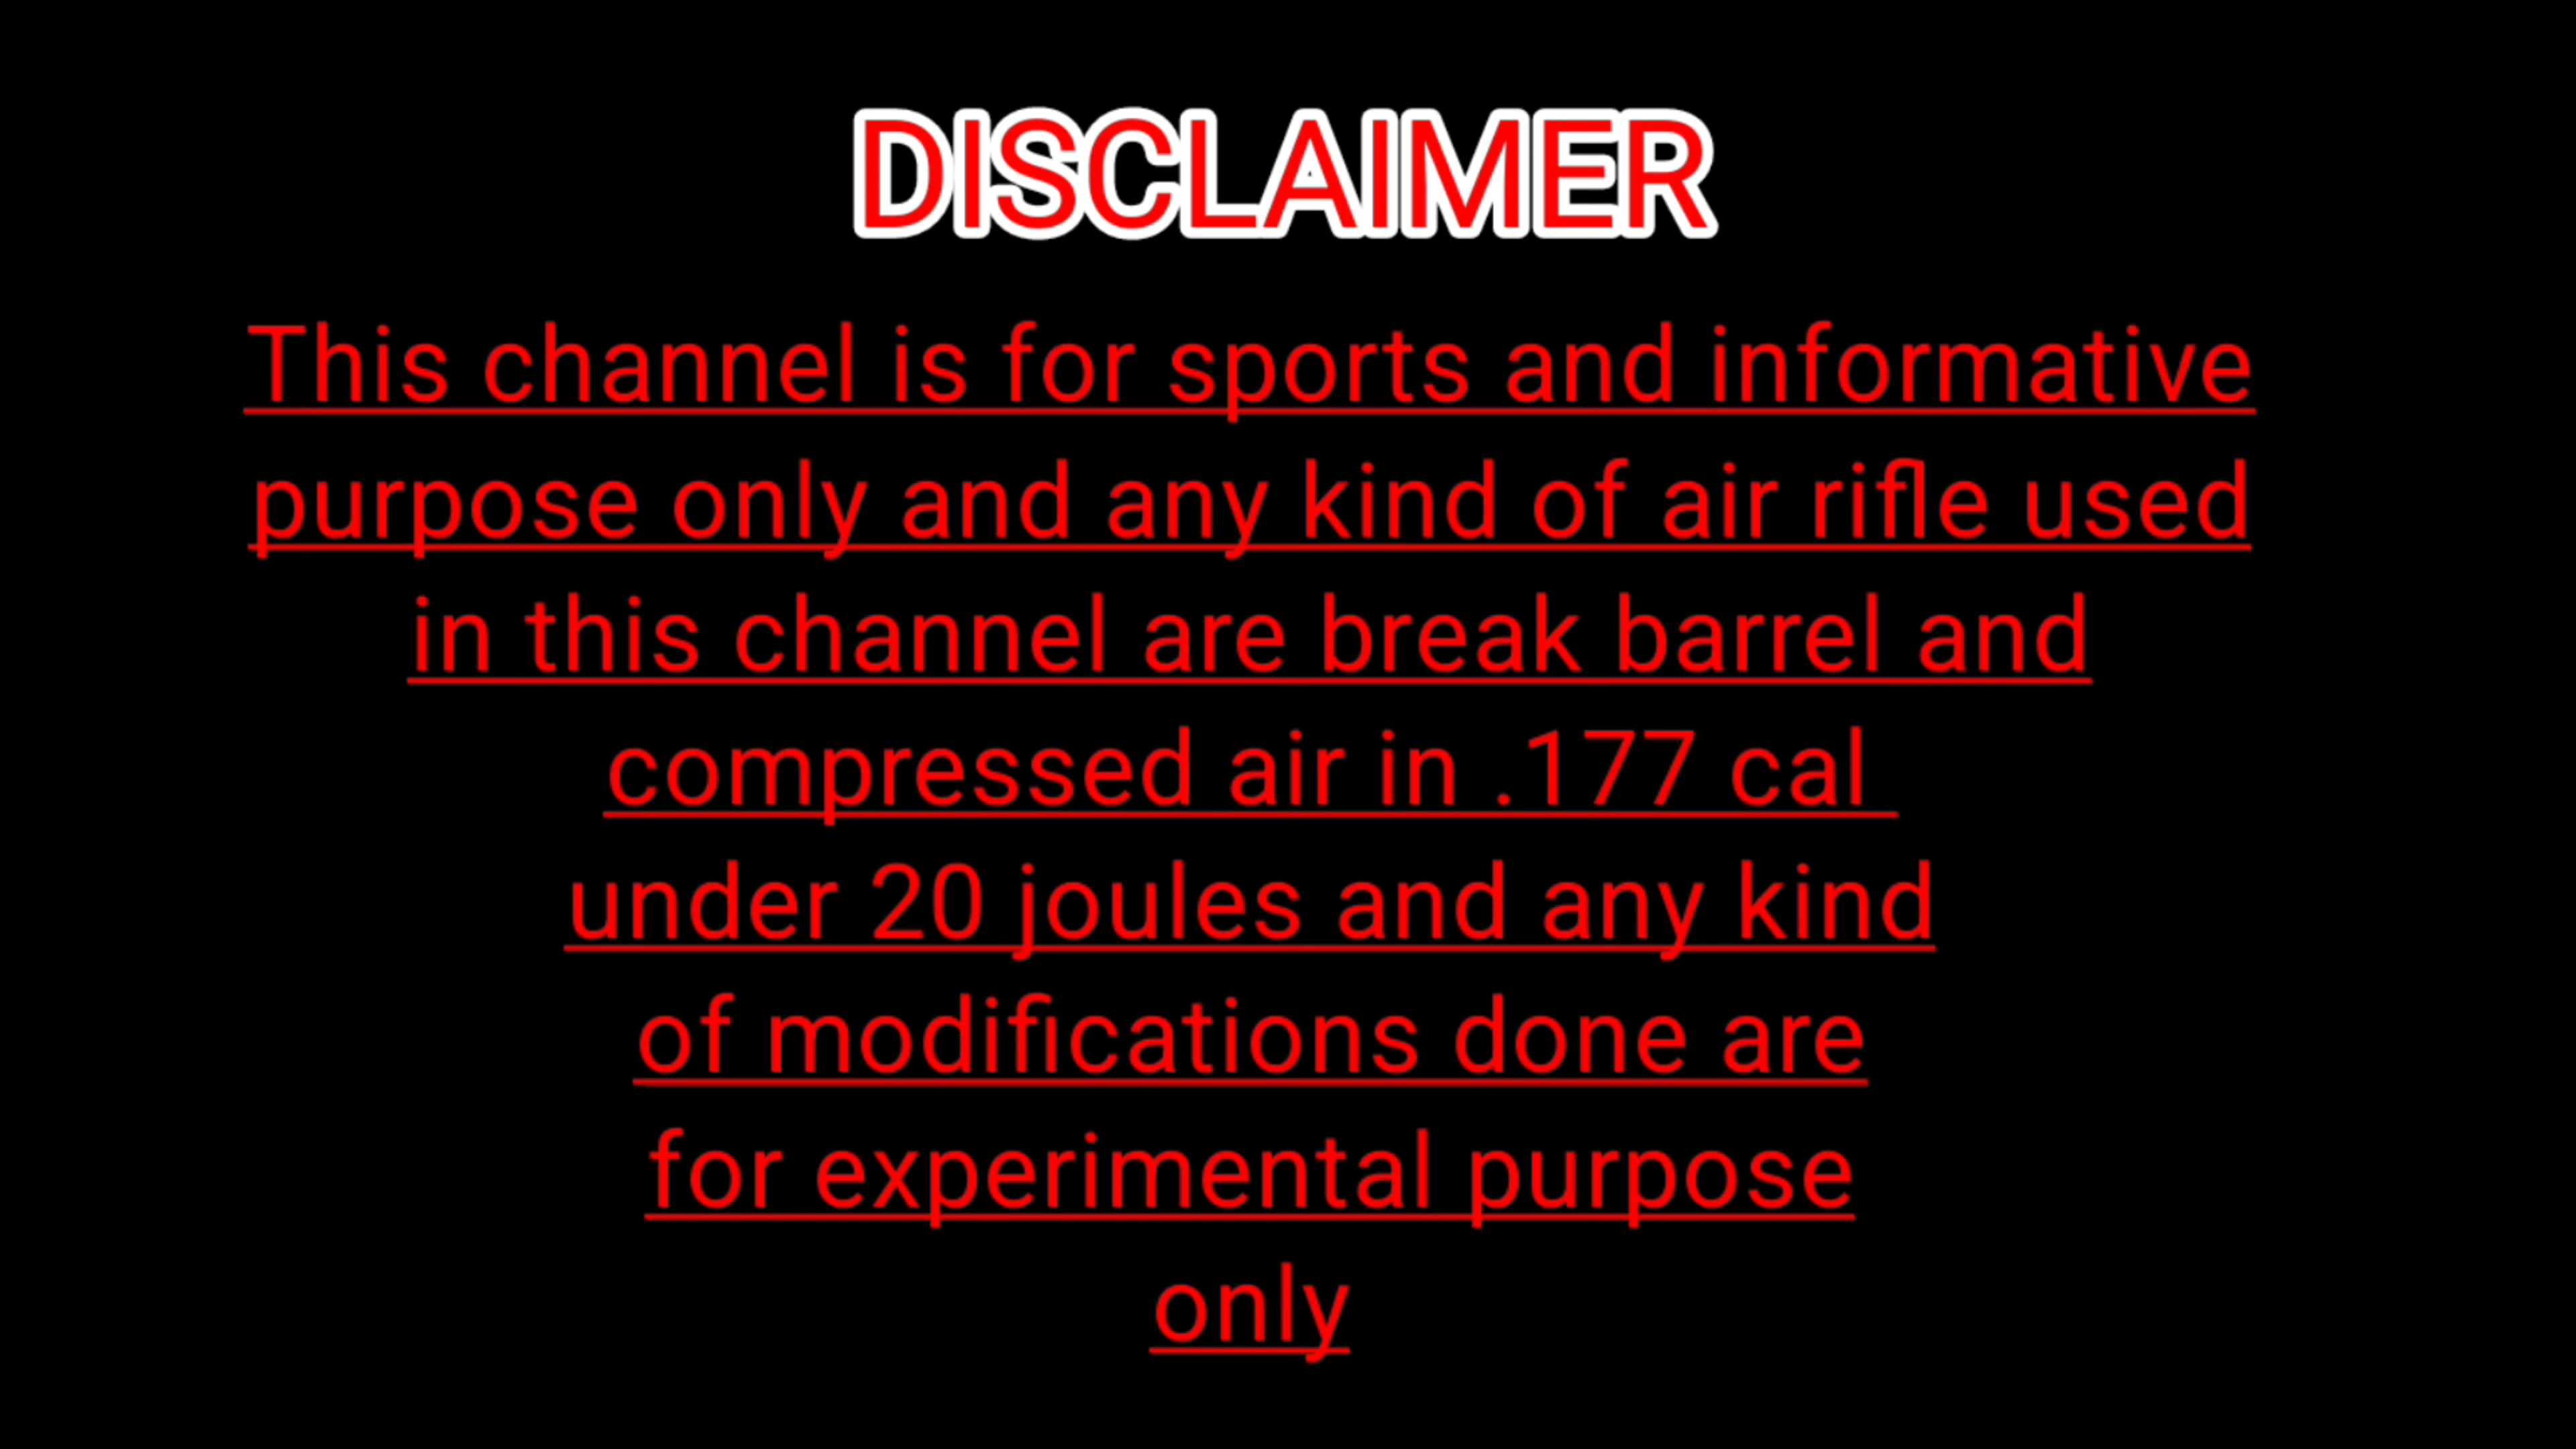 DISCLAIMER
This channel is for sports and informative
purpose only and any kind of air rifle used
in this channel are break barrel and
compressed air in .177 cal
under 20 joules and any kind
of modifications done are
for experimental purpose
only